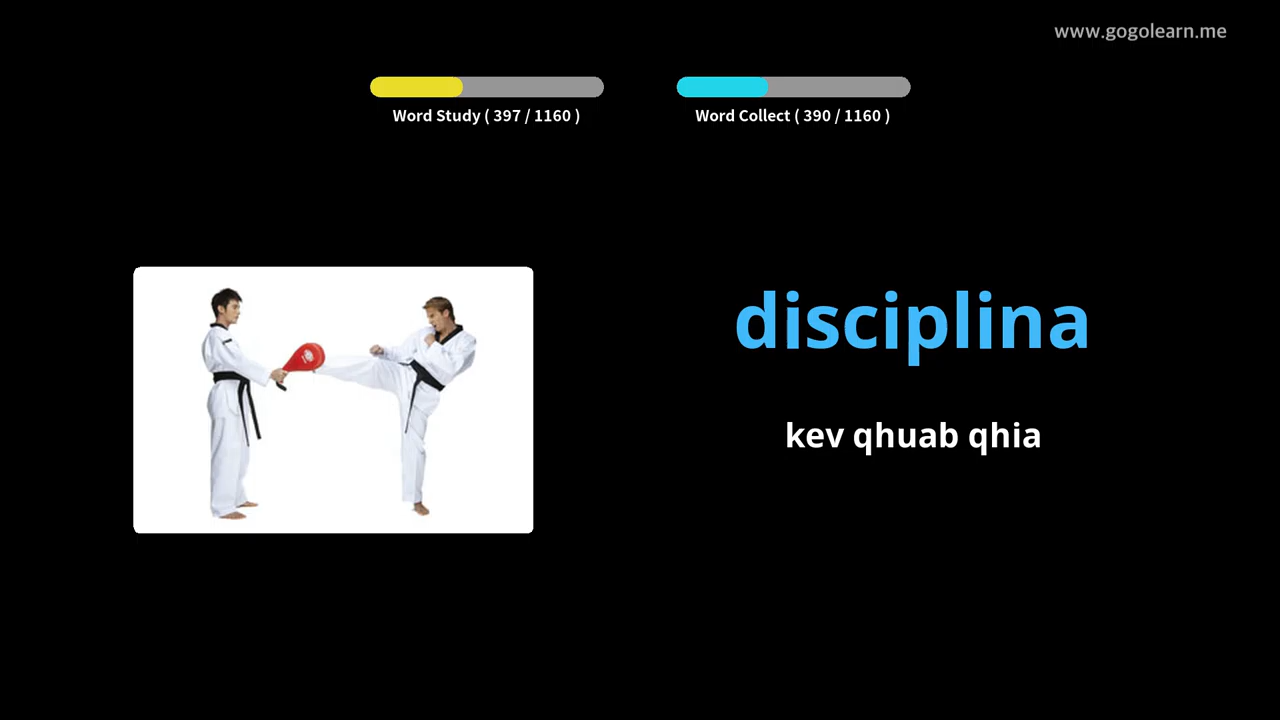 www.gogolearn.me
Word Study ( 397 / 1160 )
Word Collect ( 390 / 1160 )
disciplina
kev qhuab qhia